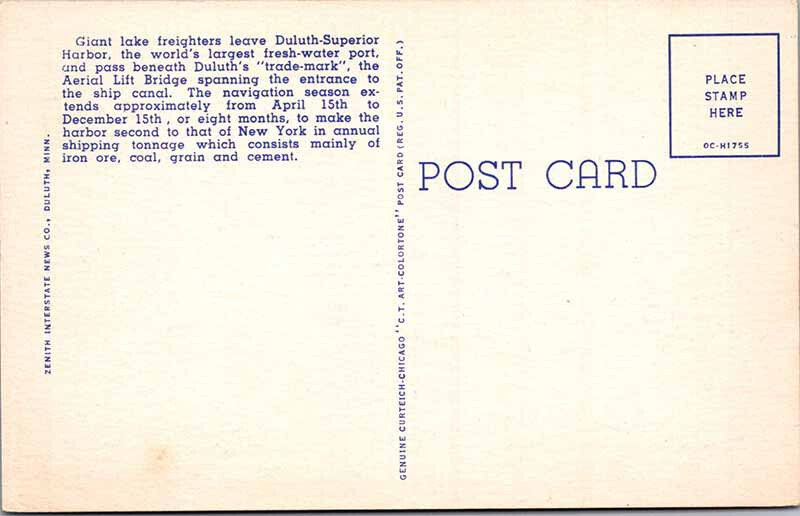 Giant lake freighters leave Duluth-Superior
Harbor, the world's largest fresh-water port,
and pass beneath Duluth's "trade-mark", the
Aerial Lift Bridge spanning the entrance to
the ship canal. The navigation season ex-
tends approximately from April 15th to
December 15th, or eight months, to make the
harbor second to that of New York in annual
shipping tonnage which consists mainly of
iron ore, coal, grain and cement.
ZENITH INTERSTATE NEWS CO., DULUTH, MINN.
GENUINE CURTEICH-CHICAGO "C.T. ART-COLORTONE" POST CARD (REG. U.S. PAT. OFF.)
POST CARD
PLACE
STAMP
HERE
OC-H1755